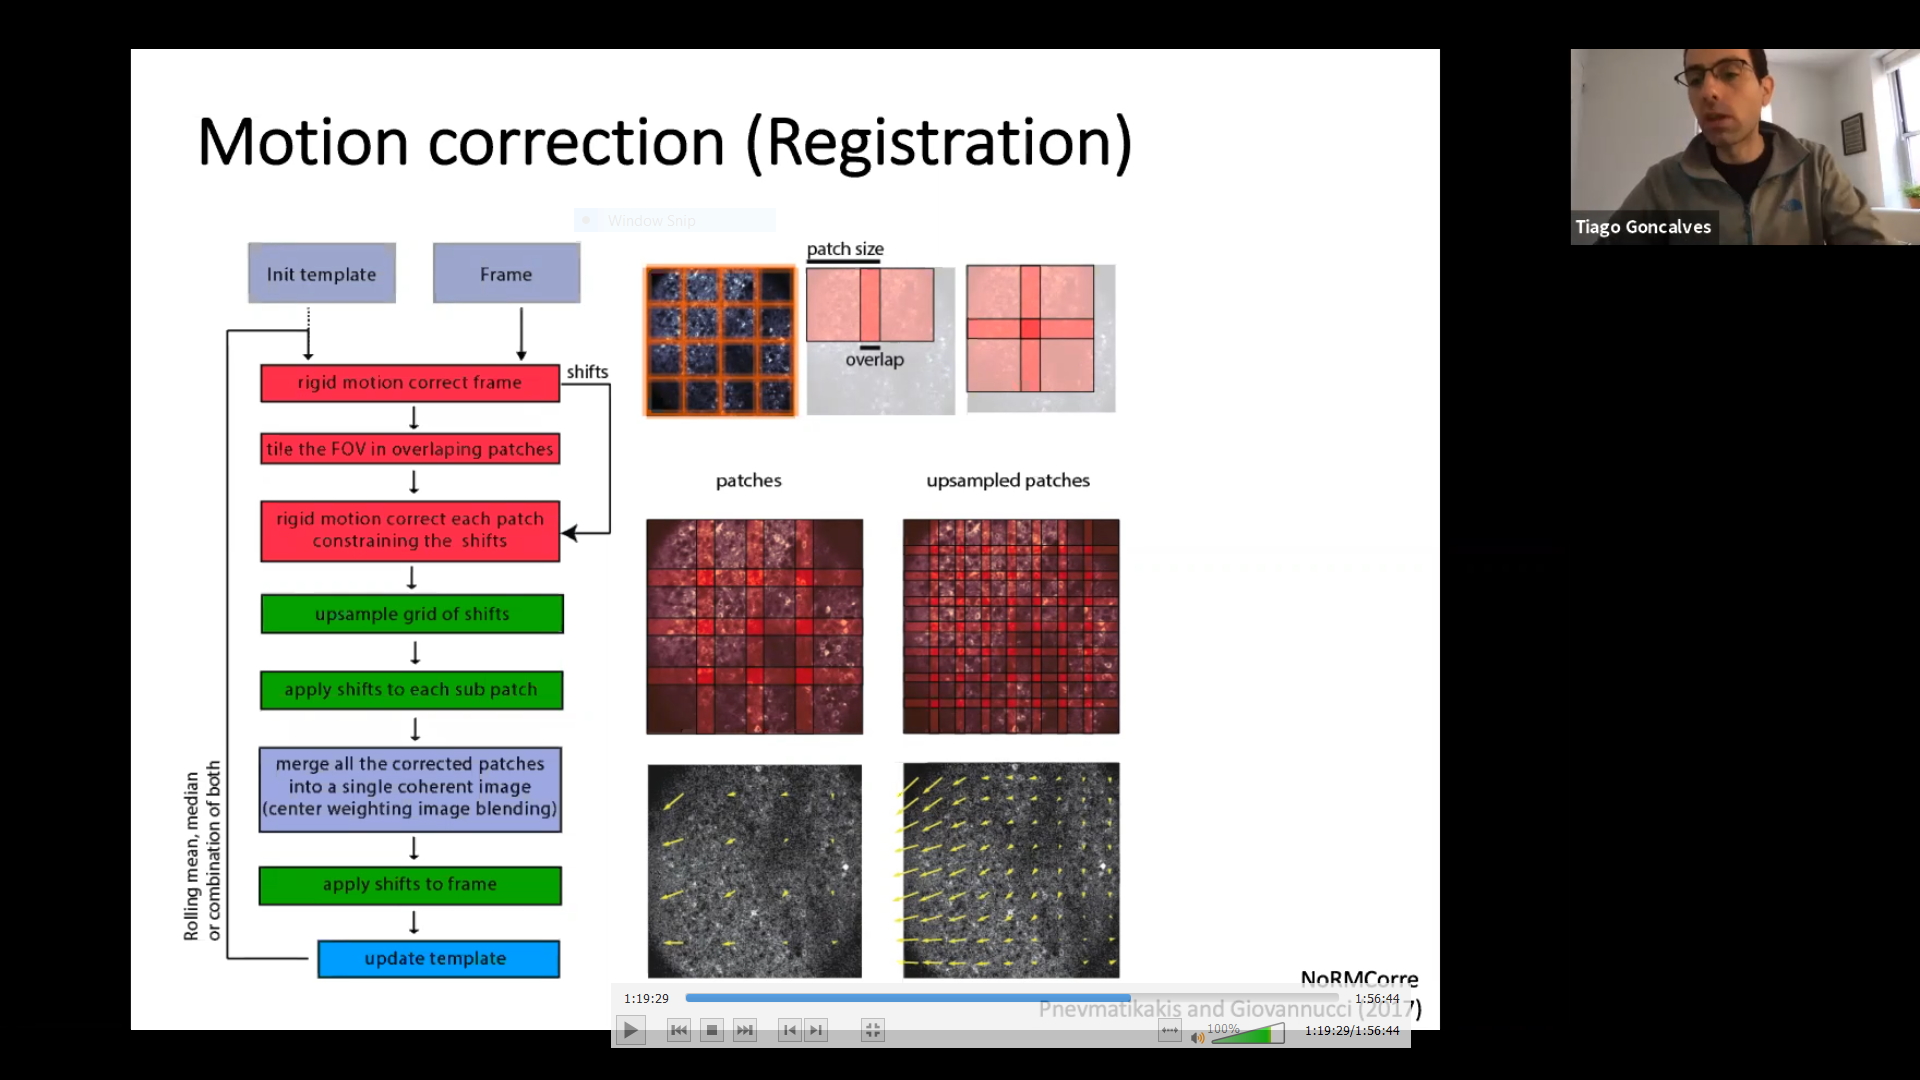 Motion correction (Registration)
Window Snip
Init template
Frame
rigid motion correct frame
shifts
tile the FOV in overlaping patches
rigid motion correct each patch
constraining the shifts
upsample grid of shifts
apply shifts to each sub patch
merge all the corrected patches
into a single coherent image
(center weighting image blending)
apply shifts to frame
update template
Rolling mean, median
or combination of both
patch size
overlap
patches
upsampled patches
NoRMCorre
Pnevmatikakis and Giovannucci (2017)
1:19:29
1:56:44
100%
1:19:29/1:56:44
Tiago Goncalves